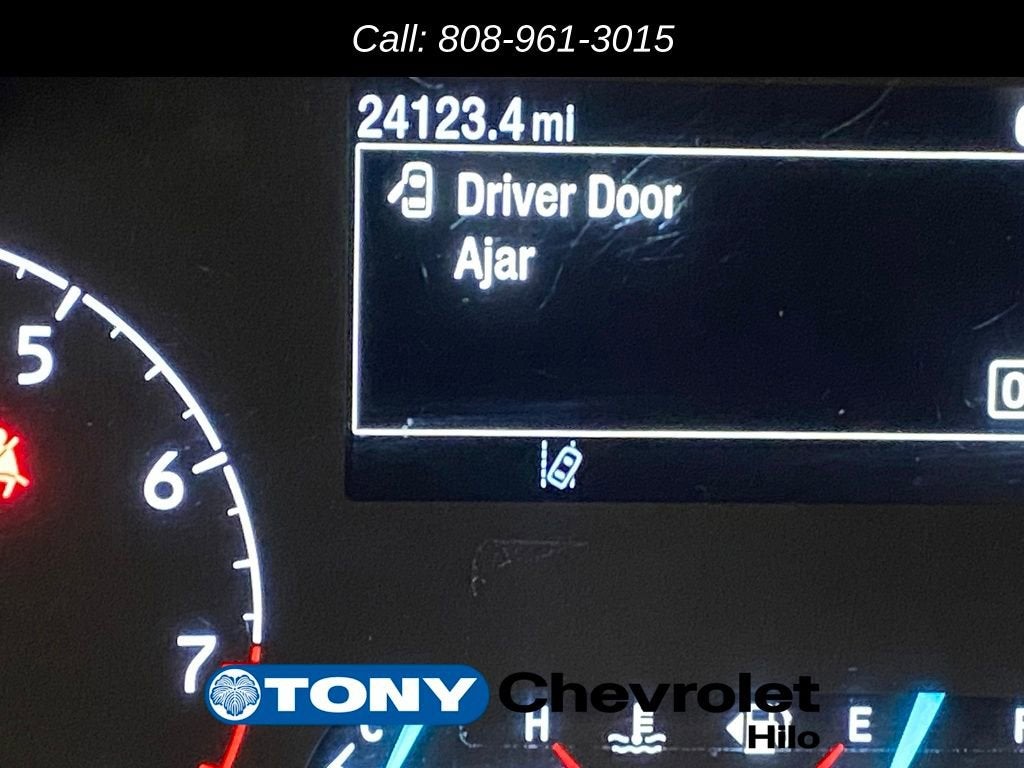 Call: 808-961-3015
24123.4 mi
Driver Door
Ajar
5
6
7
TONY Chevrolet
Hilo
C H E